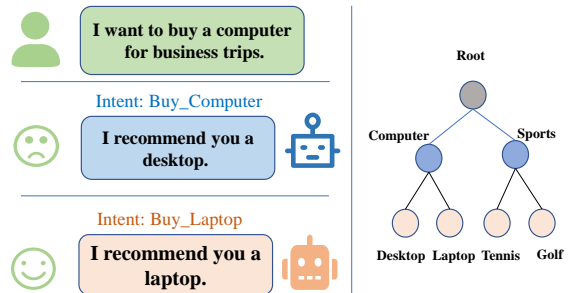 I want to buy a computer
for business trips.
Intent: Buy_Computer
I recommend you a
desktop.
Intent: Buy_Laptop
I recommend you a
laptop.
Root
Computer
Sports
Desktop
Laptop
Tennis
Golf